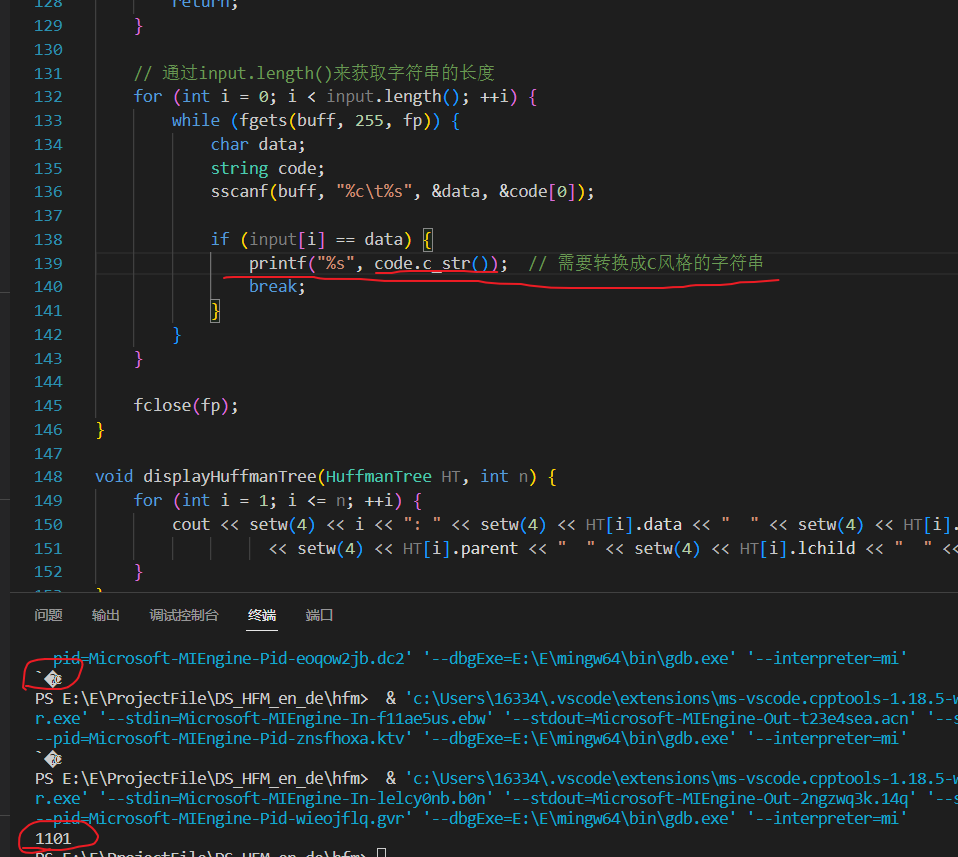 128 return;
129 }
130
131 // 通过input.length()来获取字符串的长度
132 for (int i = 0; i < input.length(); ++i) {
133 while (fgets(buff, 255, fp)) {
134 char data;
135 string code;
136 sscanf(buff, "%c\t%s", &data, &code[0]);
137
138 if (input[i] == data) {
139 printf("%s", code.c_str()); // 需要转换成C风格的字符串
140 break;
141 }
142 }
143 }
144
145 fclose(fp);
146 }
147
148 void displayHuffmanTree(HuffmanTree HT, int n) {
149 for (int i = 1; i <= n; ++i) {
150 cout << setw(4) << i << ": " << setw(4) << HT[i].data << "  " << setw(4) << HT[i].
151 << setw(4) << HT[i].parent << "  " << setw(4) << HT[i].lchild << "  " <<
152 }
}
问题 输出 调试控制台 终端 端口
--pid=Microsoft-MIEngine-Pid-eoqow2jb.dc2' '--dbgExe=E:\E\mingw64\bin\gdb.exe' '--interpreter=mi'
PS E:\E\ProjectFile\DS_HFM_en_de\hfm> & 'c:\Users\16334\.vscode\extensions\ms-vscode.cpptools-1.18.5-w
r.exe' '--stdin=Microsoft-MIEngine-In-f11ae5us.ebw' '--stdout=Microsoft-MIEngine-Out-t23e4sea.acn' '--s
--pid=Microsoft-MIEngine-Pid-znsfhoxa.ktv' '--dbgExe=E:\E\mingw64\bin\gdb.exe' '--interpreter=mi'
PS E:\E\ProjectFile\DS_HFM_en_de\hfm> & 'c:\Users\16334\.vscode\extensions\ms-vscode.cpptools-1.18.5-w
r.exe' '--stdin=Microsoft-MIEngine-In-lelcy0nb.b0n' '--stdout=Microsoft-MIEngine-Out-2ngzwq3k.14q' '--s
--pid=Microsoft-MIEngine-Pid-wieojflq.gvr' '--dbgExe=E:\E\mingw64\bin\gdb.exe' '--interpreter=mi'
1101
PS E:\E\ProjectFile\DS_HFM_en_de\hfm>